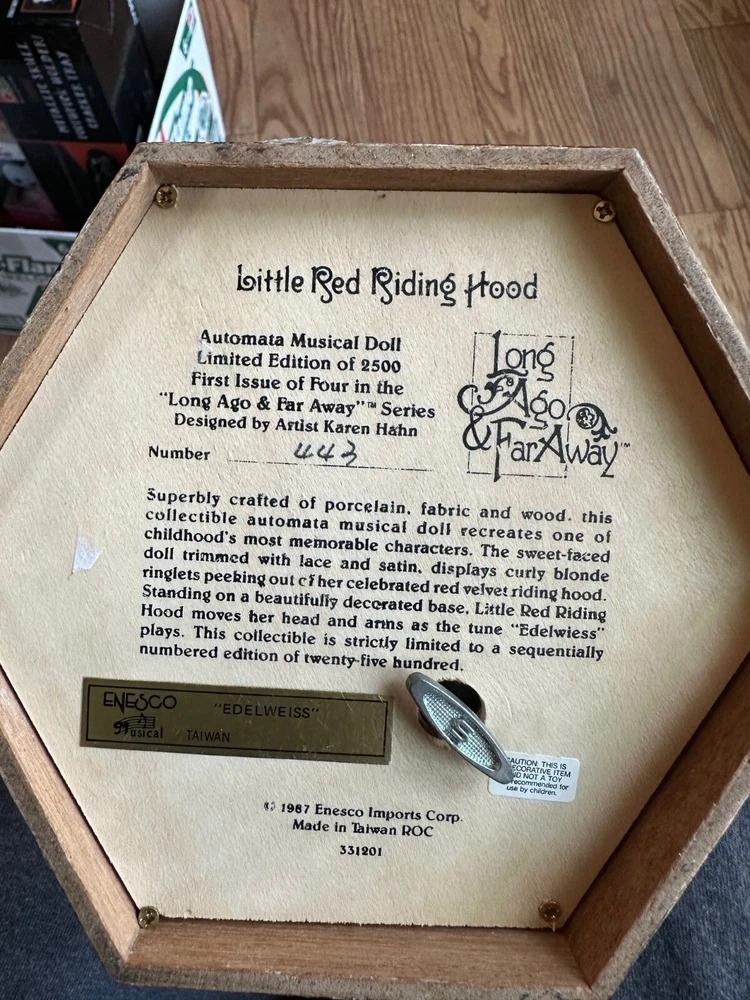 Little Red Riding Hood
Automata Musical Doll
Limited Edition of 2500
First Issue of Four in the
"Long Ago & Far Away"™ Series
Designed by Artist Karen Hahn
Number 443
Long
Ago
& Far Away™
Superbly crafted of porcelain, fabric and wood, this
collectible automata musical doll recreates one of
childhood's most memorable characters. The sweet-faced
doll trimmed with lace and satin, displays curly blonde
ringlets peeking out of her celebrated red velvet riding hood.
Standing on a beautifully decorated base, Little Red Riding
Hood moves her head and arms as the tune "Edelwiess"
plays. This collectible is strictly limited to a sequentially
numbered edition of twenty-five hundred.
ENESCO
Musical
"EDELWEISS"
TAIWAN
CAUTION: THIS IS
DECORATIVE ITEM
AND NOT A TOY
recommended for
use by children.
© 1987 Enesco Imports Corp.
Made in Taiwan ROC
331201